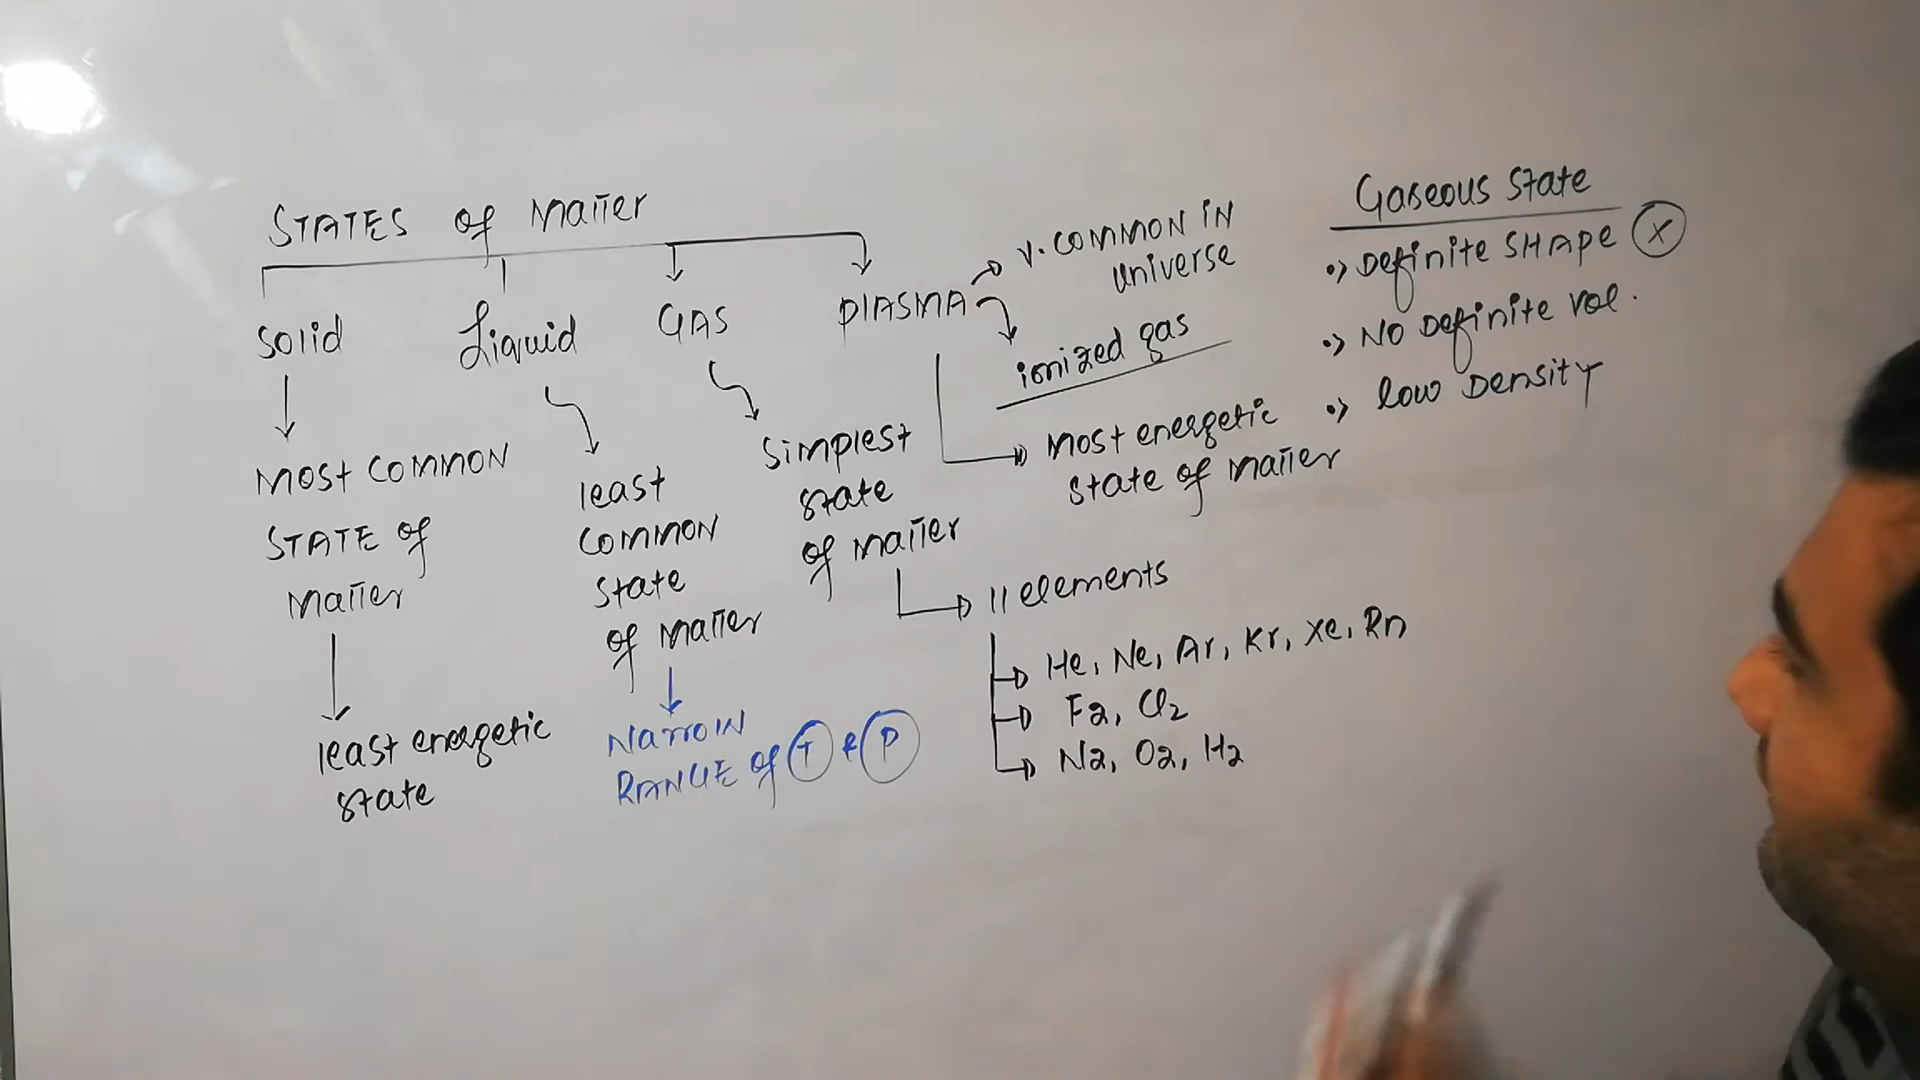 STATES of Matter
Solid
Liquid
GAS
PlASMA
v. COMMON IN
Universe
ionized gas
Most energetic
State of Matter
Most Common
STATE of
Matter
least energetic
state
least
Common
State
of Matter
Narrow
RANGE of T & P
Simplest
State
of Matter
11 elements
He, Ne, Ar, Kr, Xe, Rn
F2, Cl2
N2, O2, H2
Gaseous State
Definite SHApe X
No Definite vol.
low Density